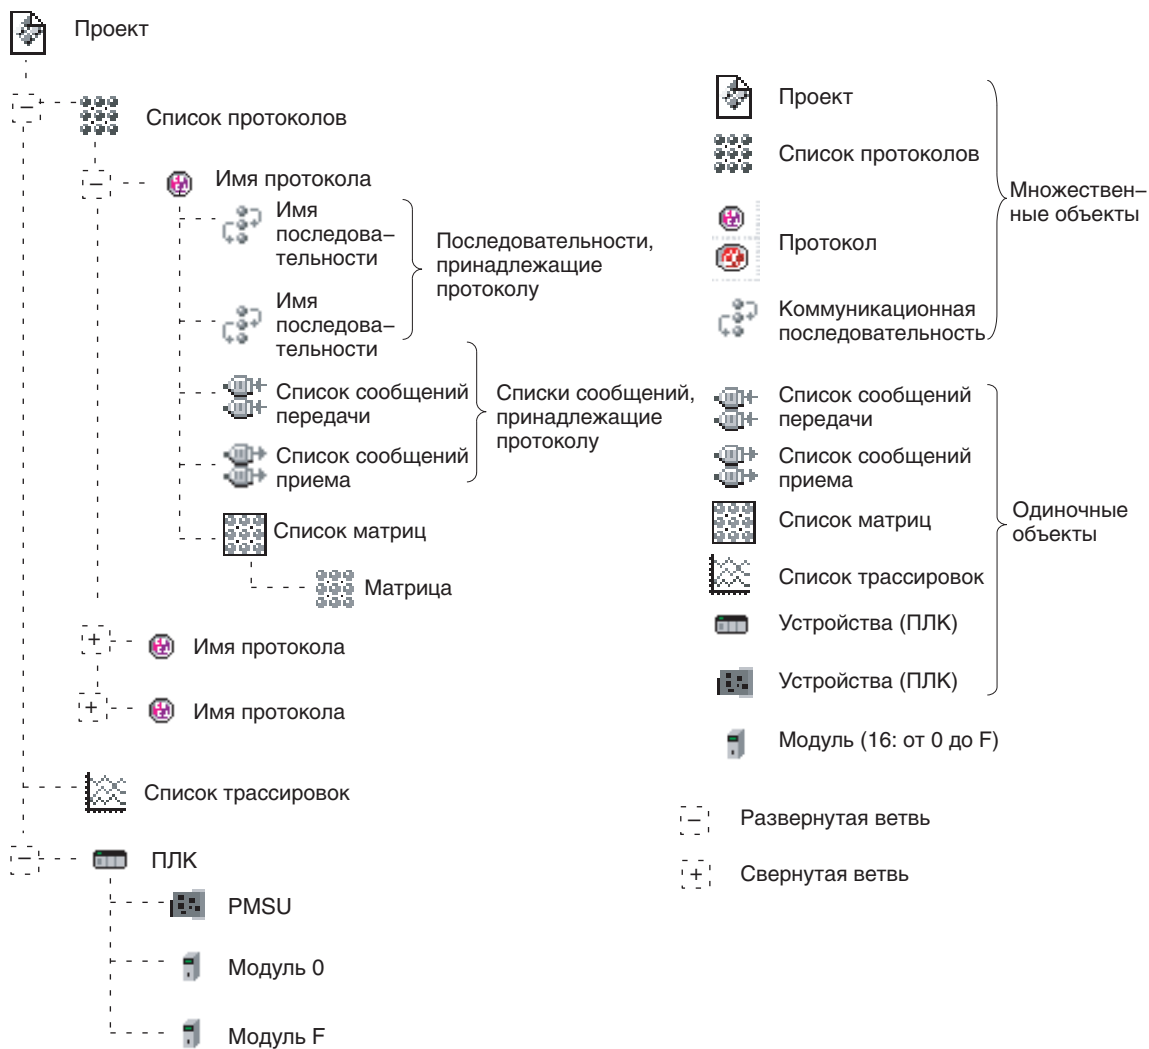 Проект
Список протоколов
Имя протокола
Имя
последова–
тельности
Имя
последова–
тельности
Последовательности,
принадлежащие
протоколу
Список сообщений
передачи
Список сообщений
приема
Списки сообщений,
принадлежащие
протоколу
Список матриц
Матрица
Имя протокола
Имя протокола
Список трассировок
ПЛК
PMSU
Модуль 0
Модуль F
Проект
Список протоколов
Протокол
Коммуникационная
последовательность
Множествен–
ные объекты
Список сообщений
передачи
Список сообщений
приема
Список матриц
Список трассировок
Устройства (ПЛК)
Устройства (ПЛК)
Одиночные
объекты
Модуль (16: от 0 до F)
Развернутая ветвь
Свернутая ветвь